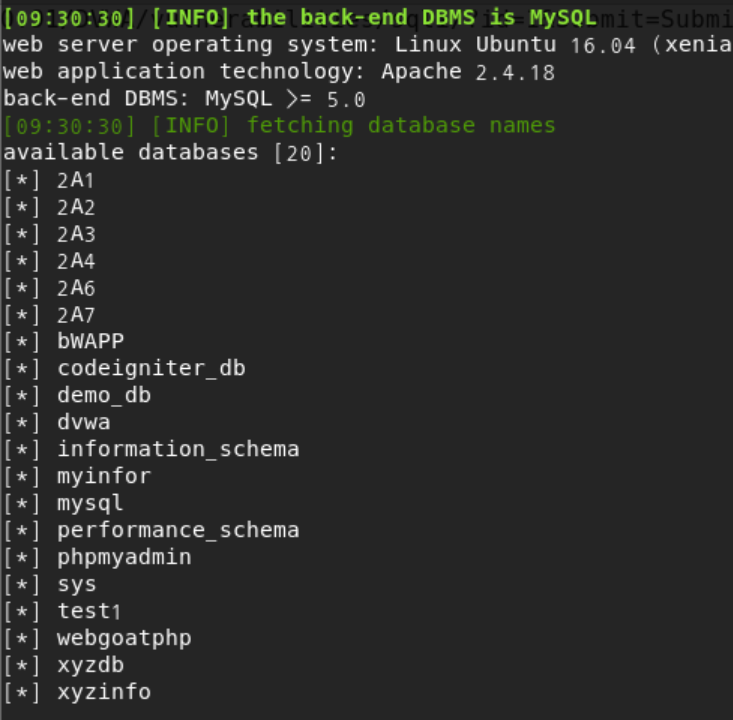 [09:30:30] [INFO] the back-end DBMS is MySQL
web server operating system: Linux Ubuntu 16.04 (xenia
web application technology: Apache 2.4.18
back-end DBMS: MySQL >= 5.0
[09:30:30] [INFO] fetching database names
available databases [20]:
[*] 2A1
[*] 2A2
[*] 2A3
[*] 2A4
[*] 2A6
[*] 2A7
[*] bWAPP
[*] codeigniter_db
[*] demo_db
[*] dvwa
[*] information_schema
[*] myinfor
[*] mysql
[*] performance_schema
[*] phpmyadmin
[*] sys
[*] test1
[*] webgoatphp
[*] xyzdb
[*] xyzinfo